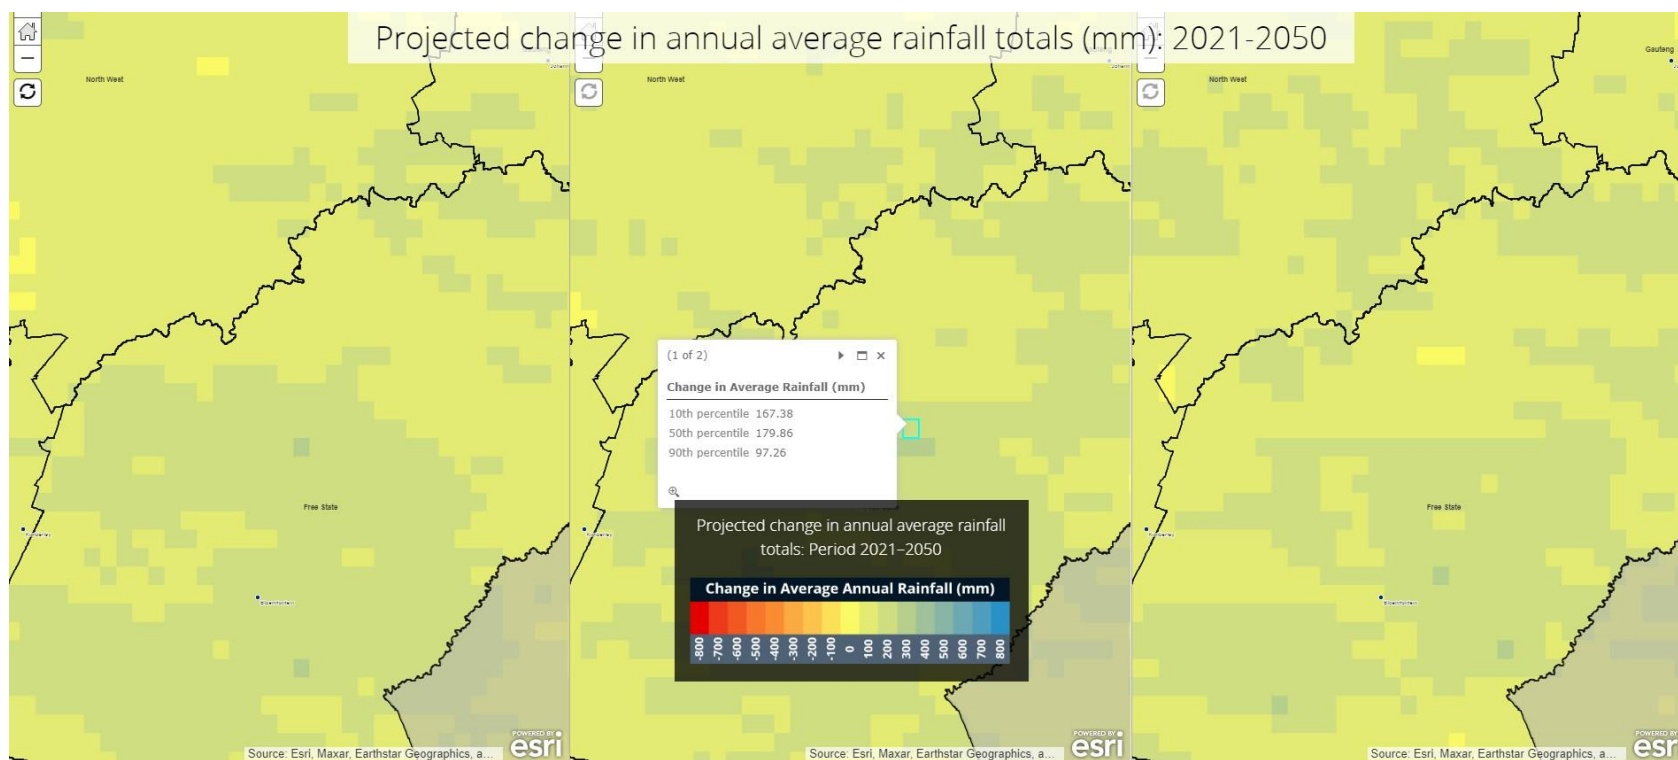 Projected change in annual average rainfall totals (mm): 2021-2050
North West
North West
North West
Gauteng
(1 of 2)
Change in Average Rainfall (mm)
10th percentile 167.38
50th percentile 179.86
90th percentile 97.26
Free State
Free State
Kimberley
Kimberley
Kimberley
Bloemfontein
Bloemfontein
Projected change in annual average rainfall
totals: Period 2021–2050
Change in Average Annual Rainfall (mm)
-800 -700 -600 -500 -400 -300 -200 -100 0 100 200 300 400 500 600 700 800
POWERED BY
esri
POWERED BY
esri
POWERED BY
esri
Source: Esri, Maxar, Earthstar Geographics, a...
Source: Esri, Maxar, Earthstar Geographics, a...
Source: Esri, Maxar, Earthstar Geographics, a...